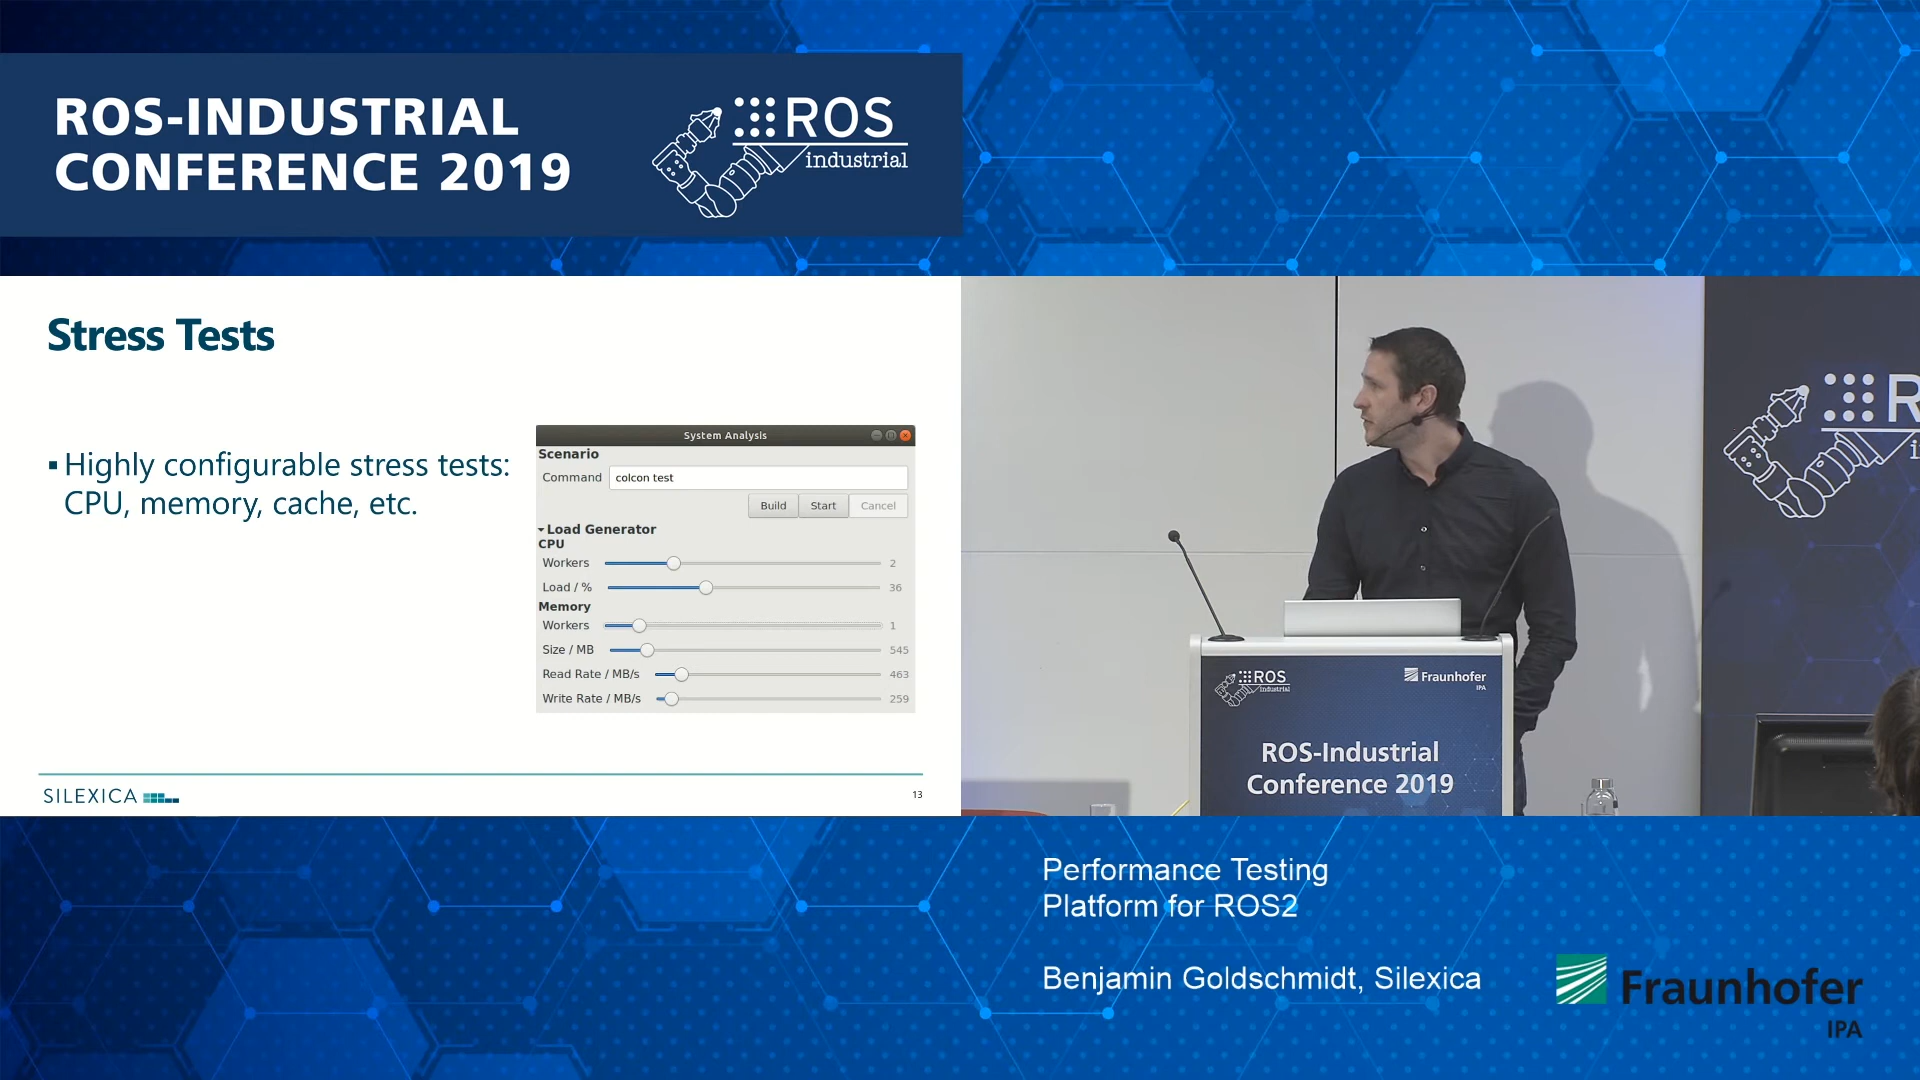 ROS-INDUSTRIAL
CONFERENCE 2019
ROS
industrial
Stress Tests
▪Highly configurable stress tests:
CPU, memory, cache, etc.
System Analysis
Scenario
Command colcon test
Build Start Cancel
Load Generator
CPU
Workers 2
Load / % 36
Memory
Workers 1
Size / MB 545
Read Rate / MB/s 463
Write Rate / MB/s 259
SILEXICA
13
R
i
ROS
industrial
Fraunhofer
IPA
ROS-Industrial
Conference 2019
Performance Testing
Platform for ROS2
Benjamin Goldschmidt, Silexica
Fraunhofer
IPA